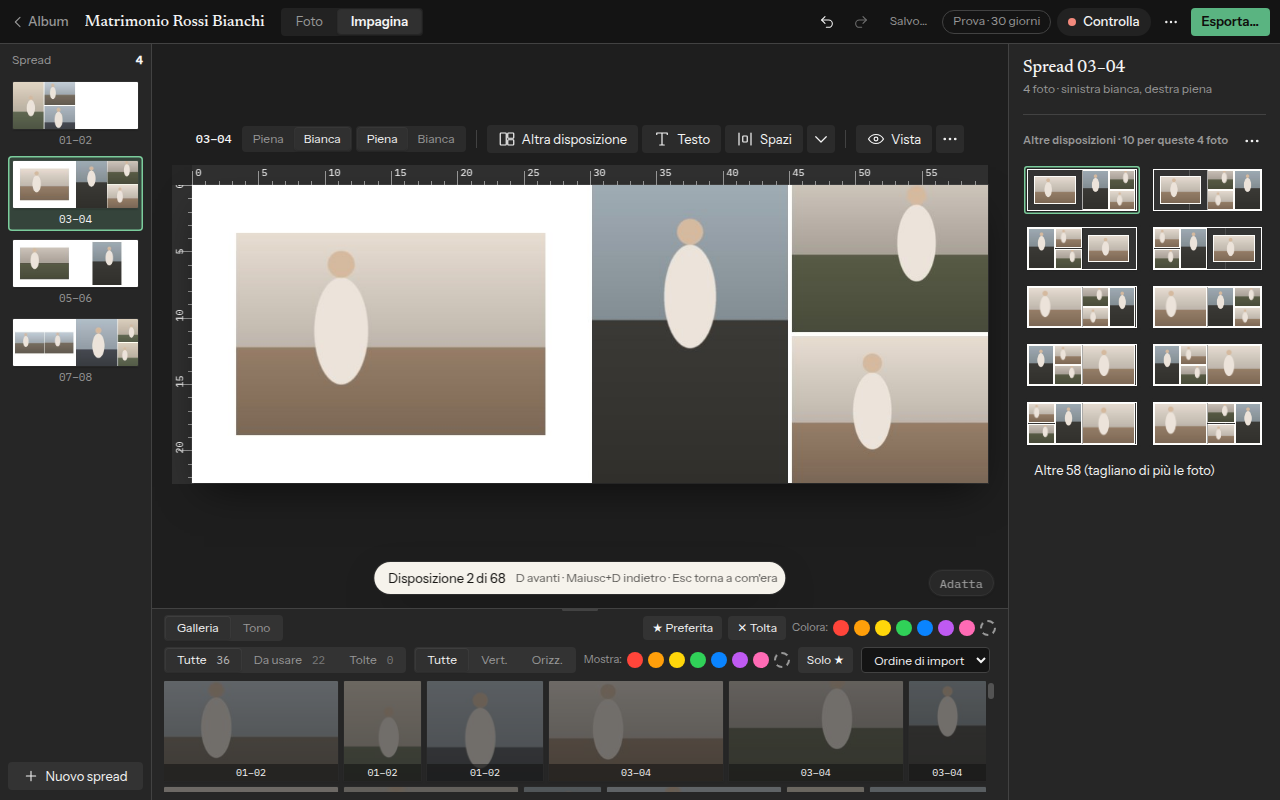 Album
Matrimonio Rossi Bianchi
Foto
Impagina
Salvo…
Prova · 30 giorni
Controlla
Esporta…
Spread
4
01–02
03–04
05–06
07–08
Nuovo spread
03–04
Piena
Bianca
Piena
Bianca
Altra disposizione
Testo
Spazi
Vista
0 5 10 15 20 25 30 35 40 45 50 55
0
5
10
15
20
Disposizione 2 di 68
D avanti · Maiusc+D indietro · Esc torna a com'era
Adatta
Galleria
Tono
★ Preferita
✕ Tolta
Colora:
Tutte 36
Da usare 22
Tolte 0
Tutte
Vert.
Orizz.
Mostra:
Solo ★
Ordine di import
01–02
01–02
01–02
03–04
03–04
03–04
Spread 03–04
4 foto · sinistra bianca, destra piena
Altre disposizioni · 10 per queste 4 foto
Altre 58 (tagliano di più le foto)